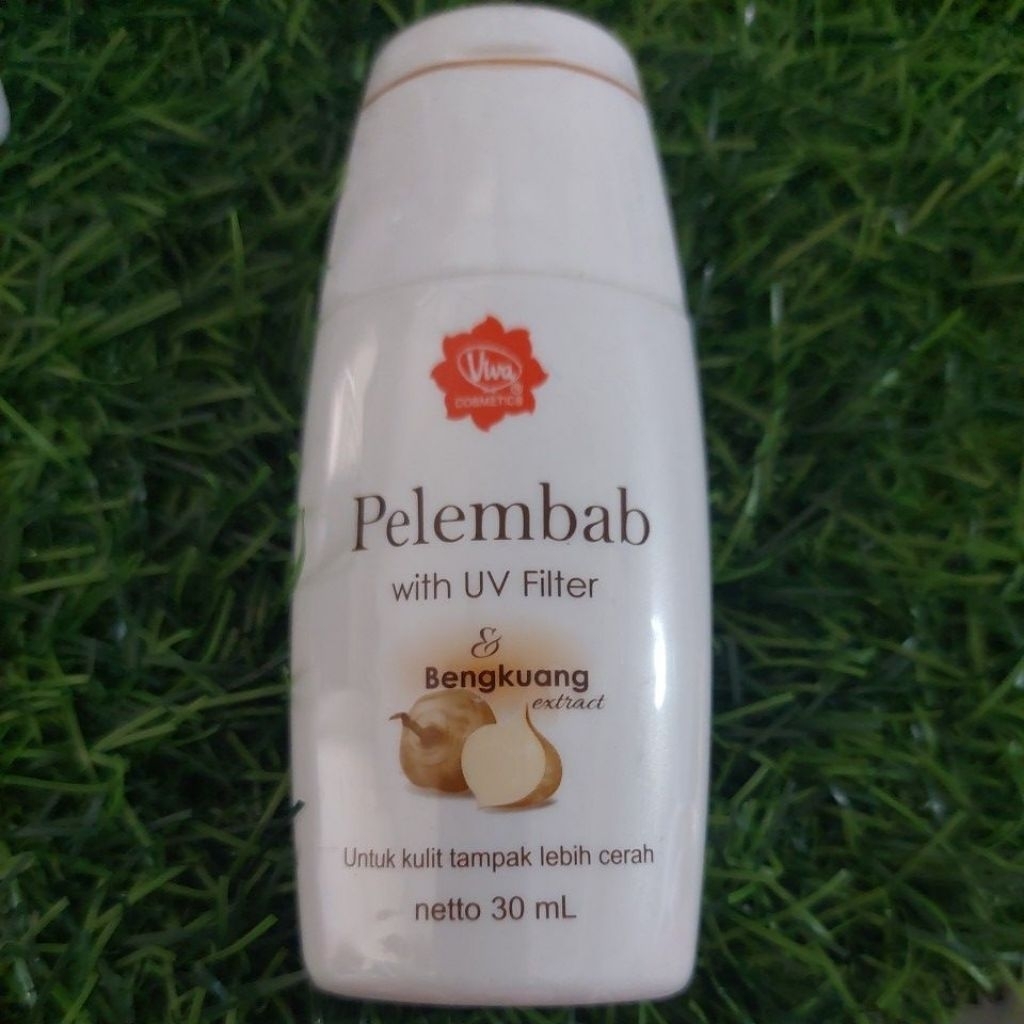 Viva
COSMETICS
Pelembab
with UV Filter
&
Bengkuang
extract
Untuk kulit tampak lebih cerah
netto 30 mL